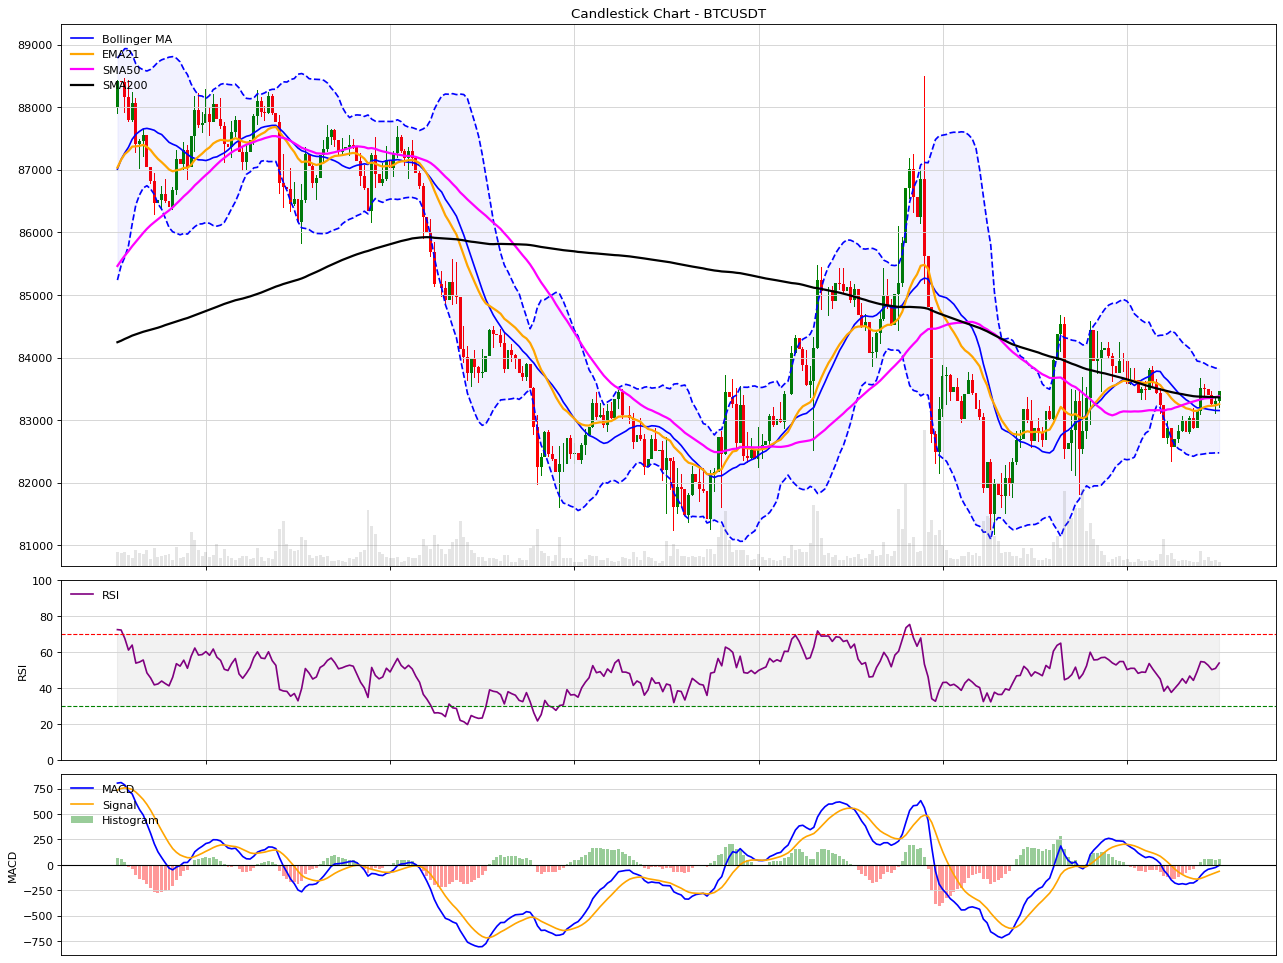 Candlestick Chart - BTCUSDT
Bollinger MA
EMA21
SMA50
SMA200
89000
88000
87000
86000
85000
84000
83000
82000
81000
RSI
100
80
60
40
20
0
RSI
MACD
Signal
Histogram
750
500
250
0
−250
−500
−750
MACD